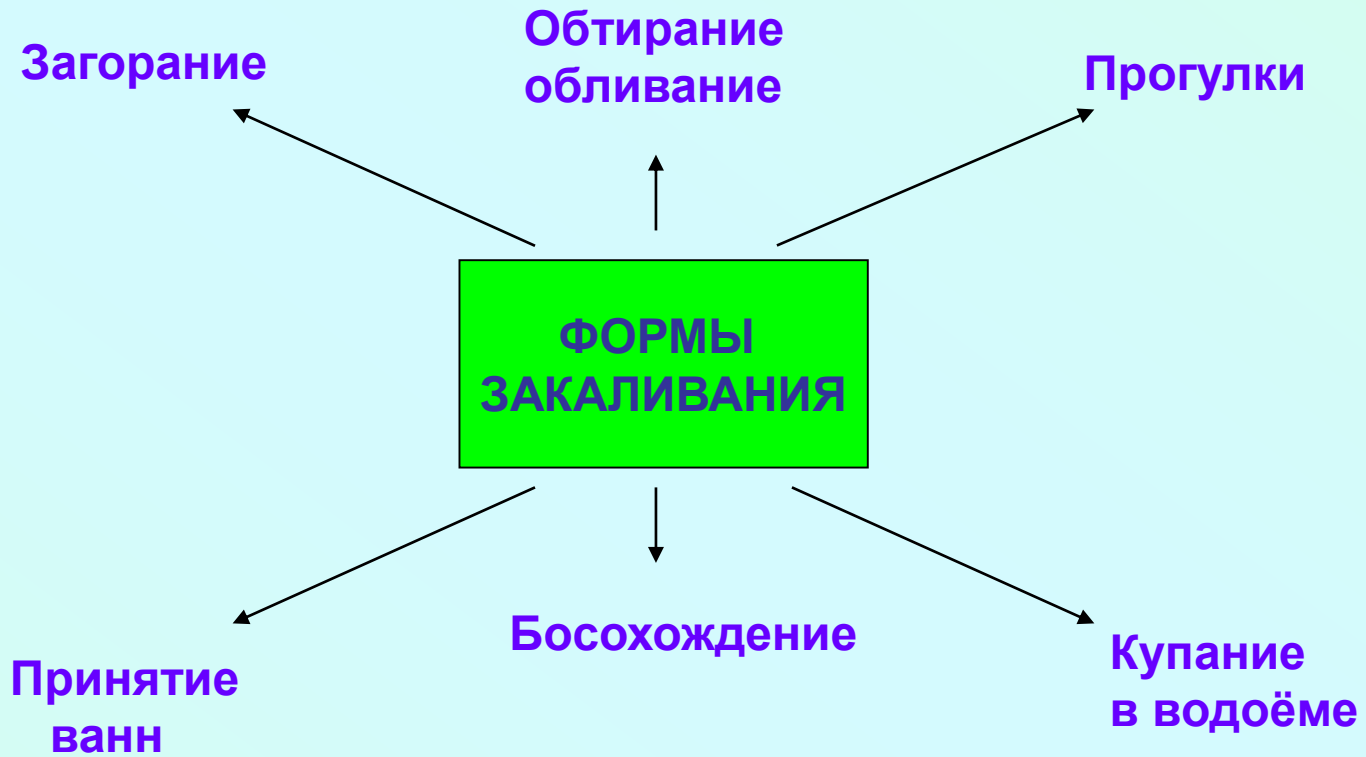 Загорание
Обтирание
обливание
Прогулки
ФОРМЫ
ЗАКАЛИВАНИЯ
Принятие
ванн
Босохождение
Купание
в водоёме